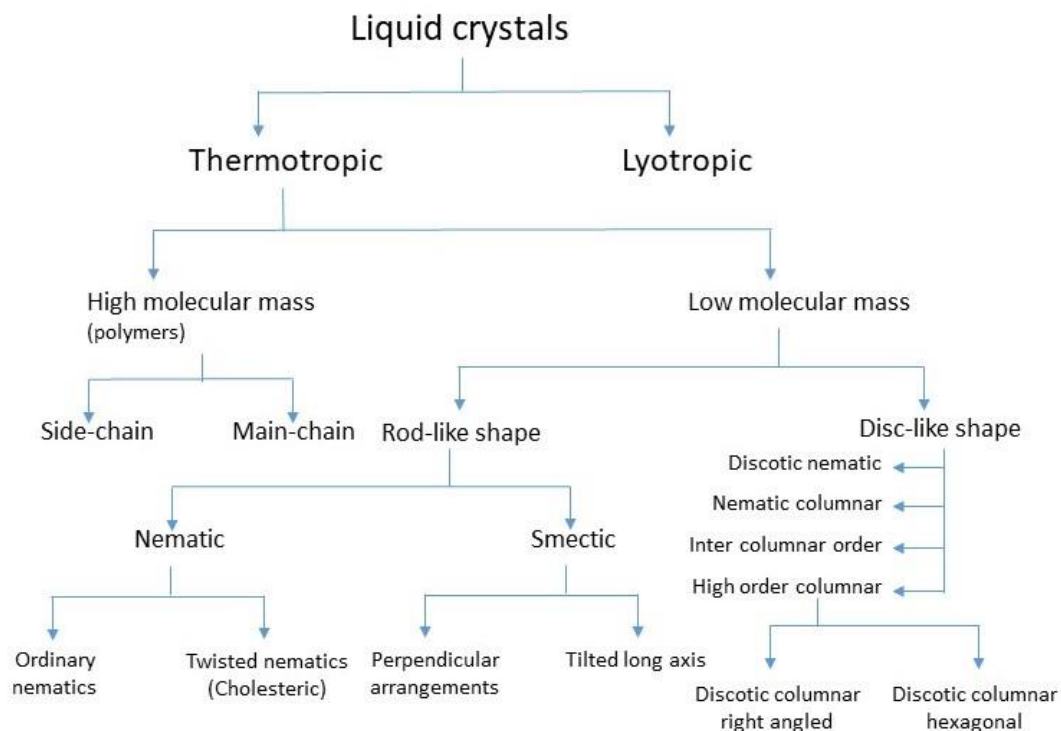 Liquid crystals
Thermotropic
Lyotropic
High molecular mass
(polymers)
Low molecular mass
Side-chain
Main-chain
Rod-like shape
Disc-like shape
Discotic nematic
Nematic columnar
Inter columnar order
High order columnar
Nematic
Smectic
Ordinary
nematics
Twisted nematics
(Cholesteric)
Perpendicular
arrangements
Tilted long axis
Discotic columnar
right angled
Discotic columnar
hexagonal